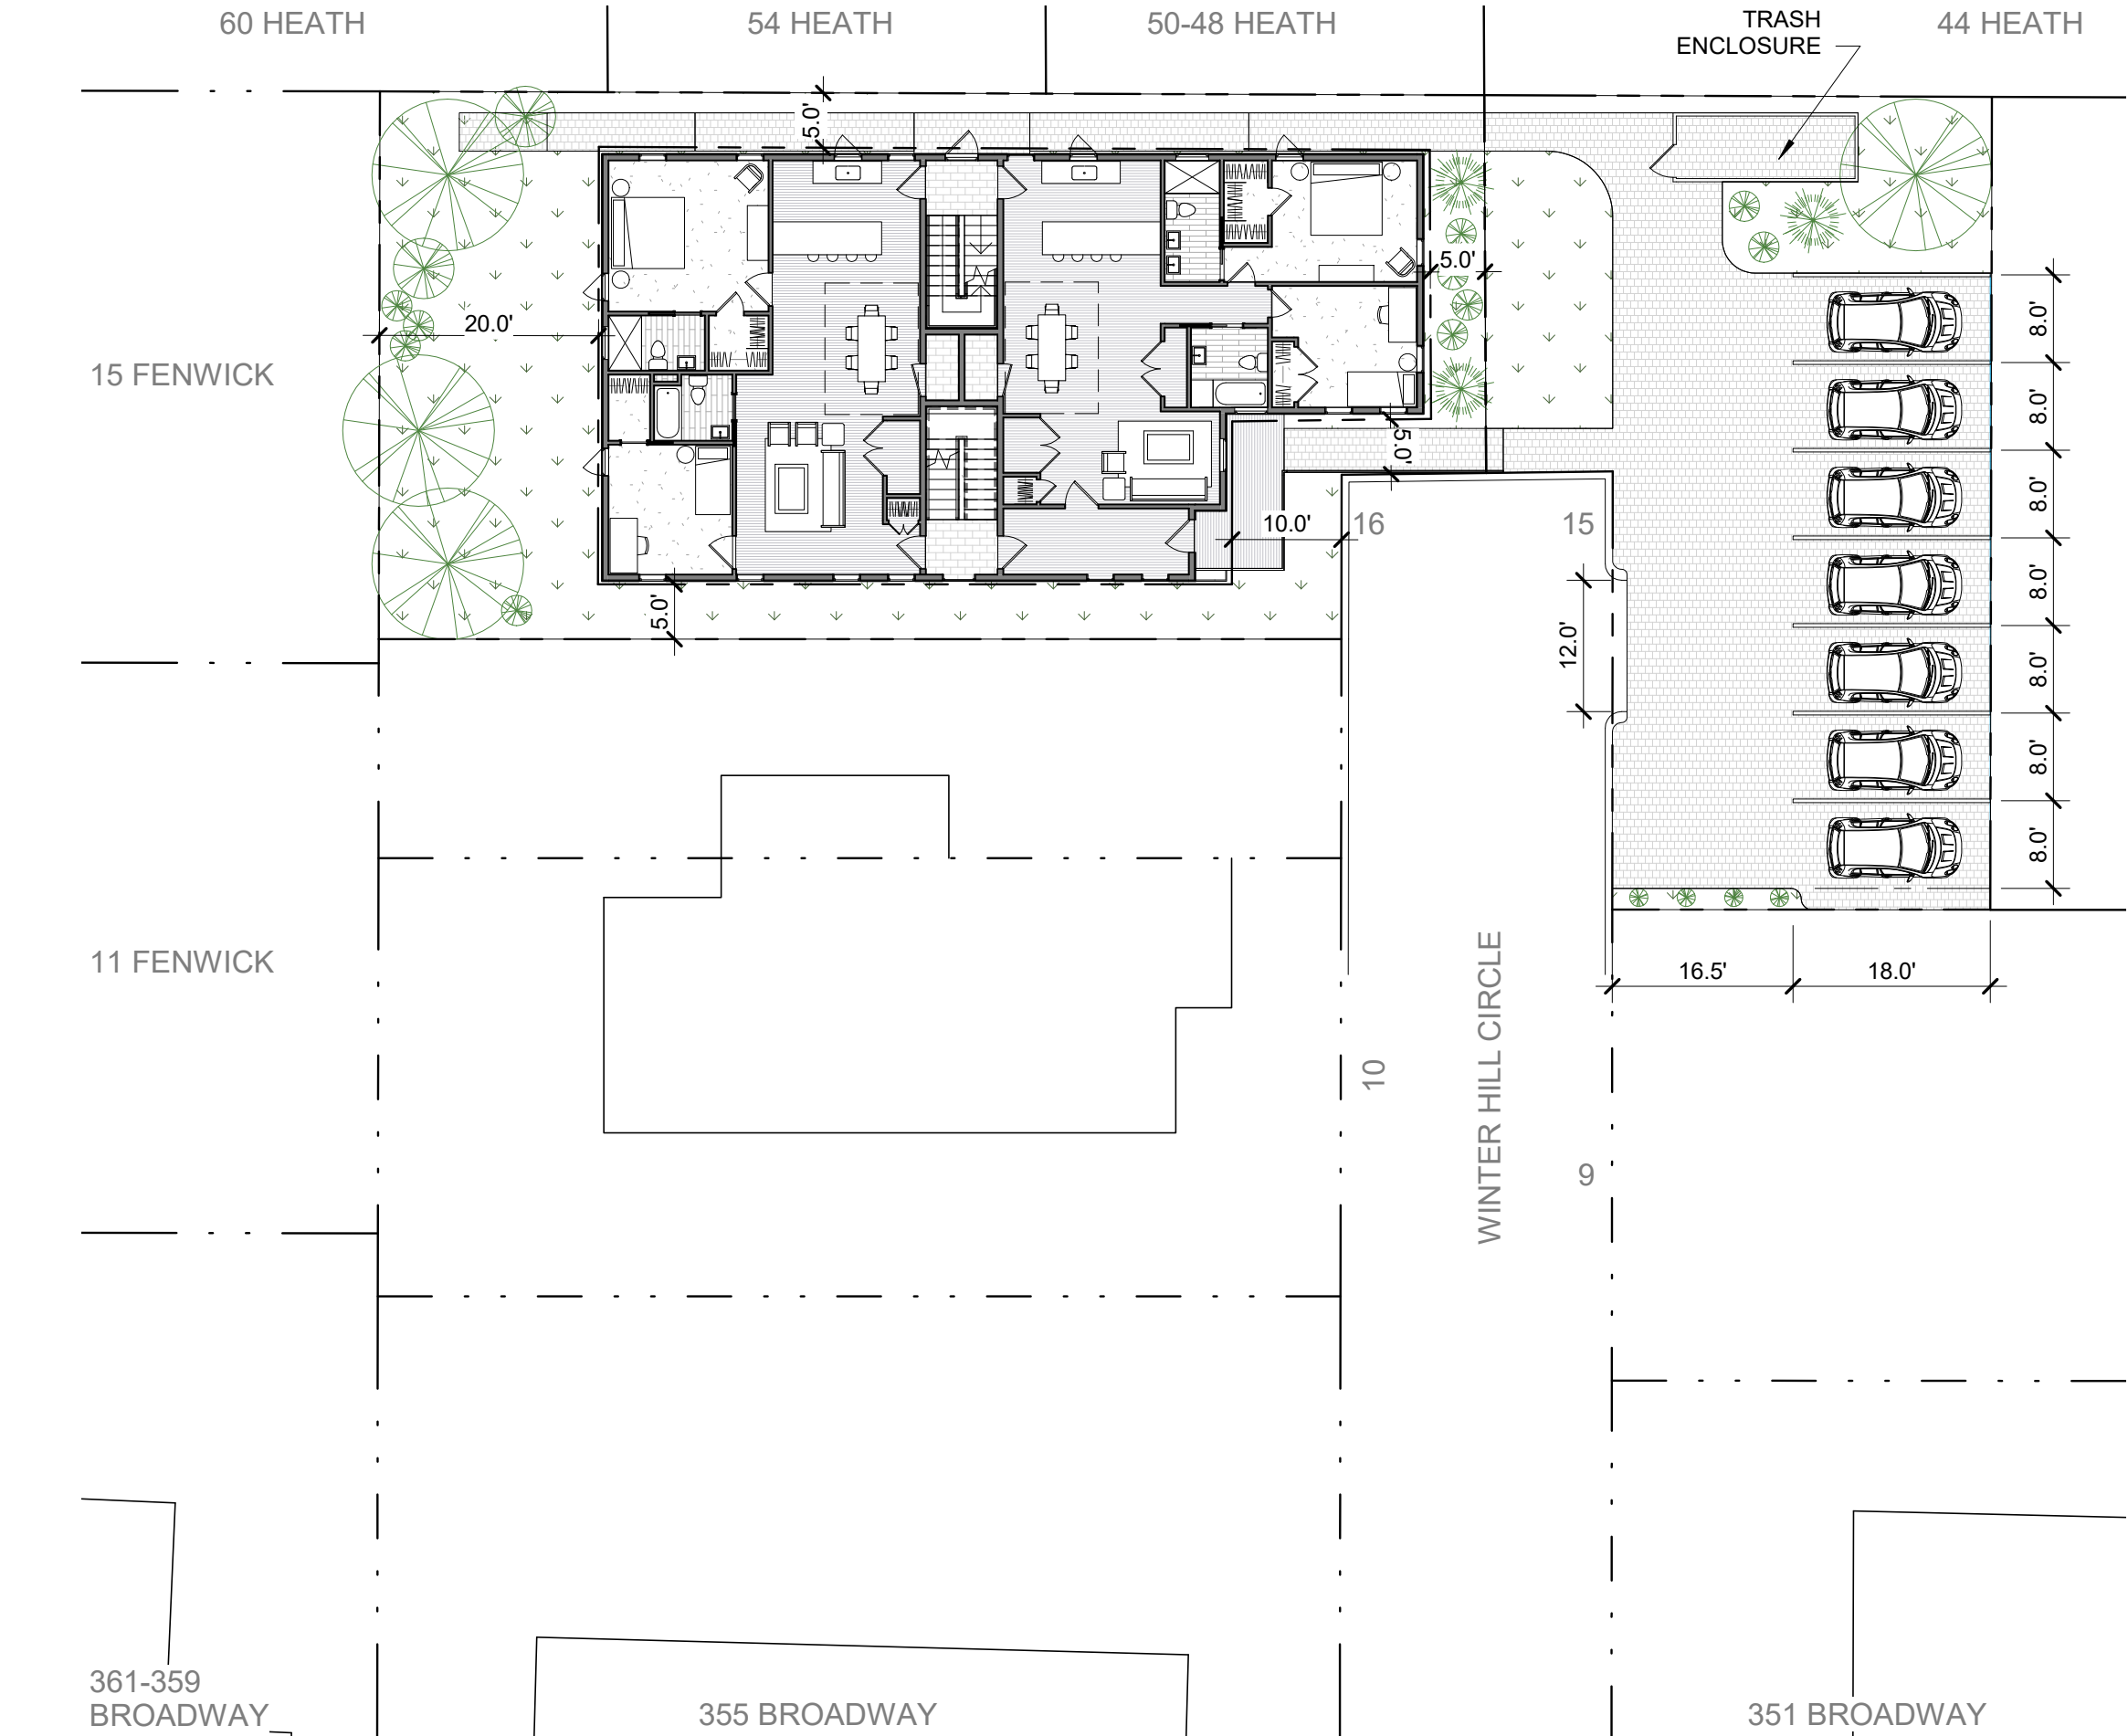 60 HEATH
54 HEATH
50-48 HEATH
TRASH
ENCLOSURE
44 HEATH
5.0'
5.0'
20.0'
15 FENWICK
8.0'
8.0'
8.0'
8.0'
8.0'
8.0'
8.0'
5.0'
10.0'
16
15
5.0'
12.0'
11 FENWICK
16.5'
18.0'
10
WINTER HILL CIRCLE
9
361-359
BROADWAY
355 BROADWAY
351 BROADWAY